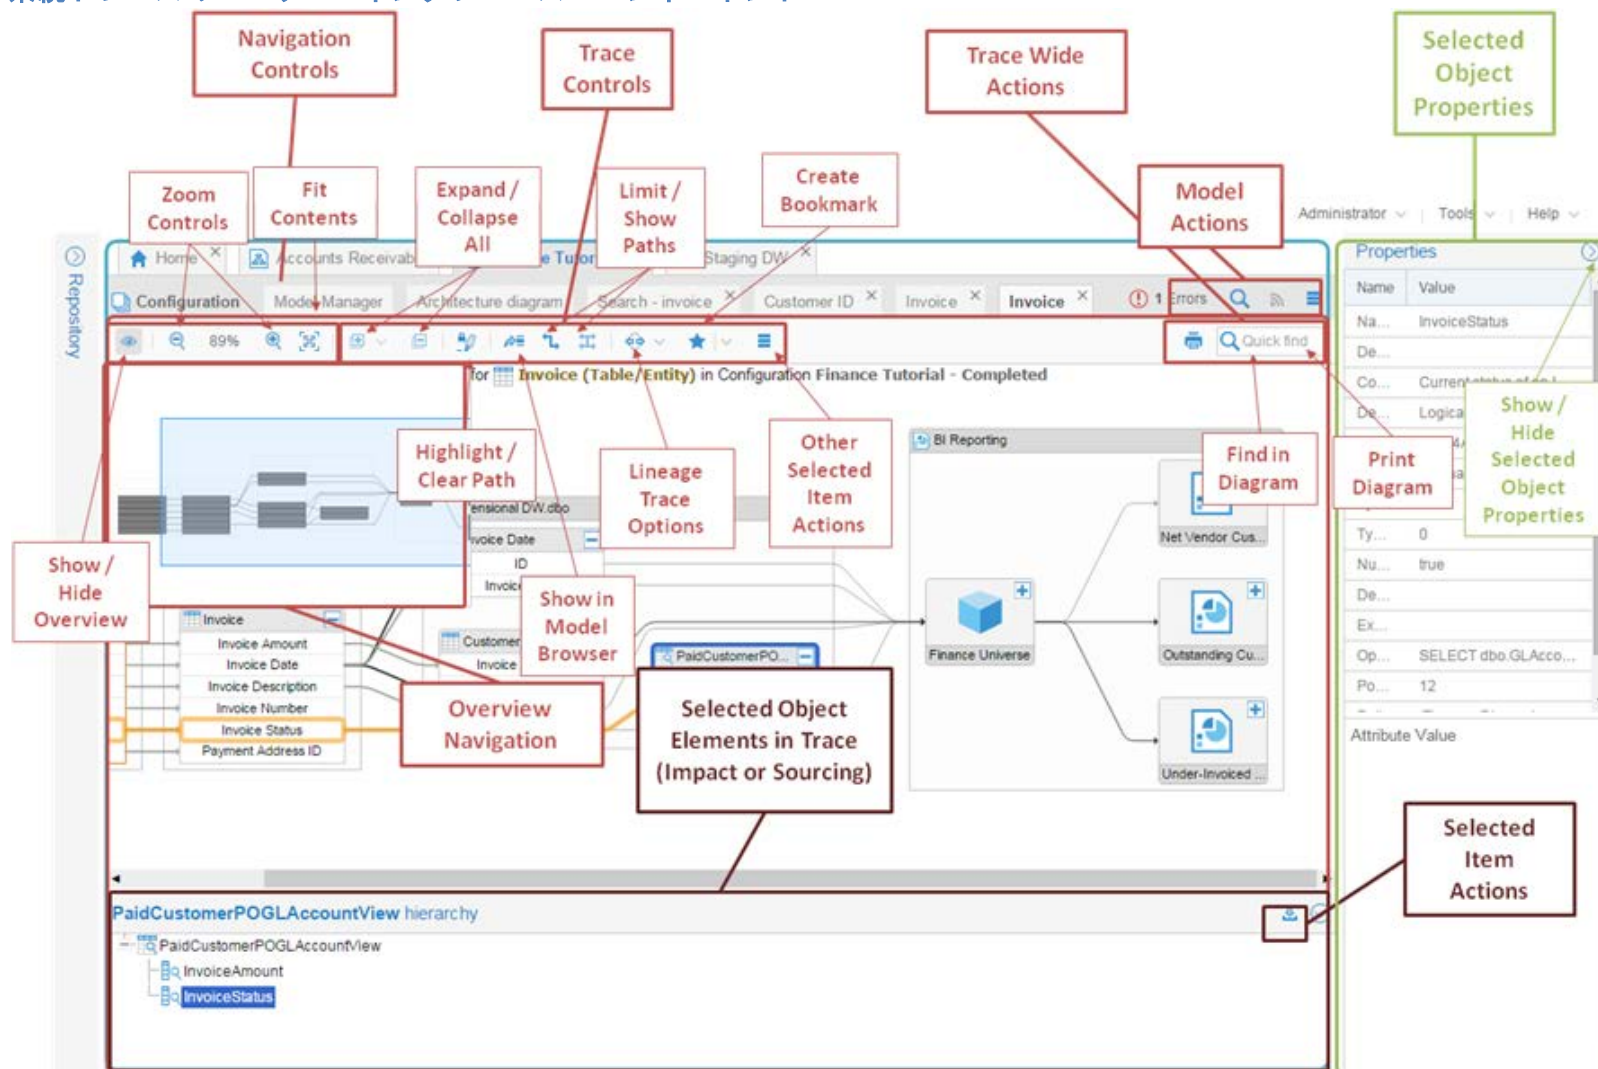 Navigation
Controls
Trace
Controls
Trace Wide
Actions
Selected
Object
Properties
Zoom
Controls
Fit
Contents
Expand /
Collapse
All
Limit /
Show
Paths
Create
Bookmark
Model
Actions
Administrator
Tools
Help
Repository
Home
Accounts Receivab
e Tutor
Staging DW
Properties
Configuration
Model Manager
Architecture diagram
Search - invoice
Customer ID
Invoice
Invoice
1 Errors
Name
Value
89%
Quick find
Na...
InvoiceStatus
De...
for Invoice (Table/Entity) in Configuration Finance Tutorial - Completed
Co...
De...
Logica
Show /
Hide
Selected
Object
Properties
Highlight /
Clear Path
Lineage
Trace
Options
Other
Selected
Item
Actions
BI Reporting
Find in
Diagram
Print
Diagram
ensional DW.dbo
voice Date
ID
Invoice
Net Vendor Cus...
Ty...
0
Nu...
true
De...
Ex...
Op...
SELECT dbo.GLAcco...
Po...
12
Show /
Hide
Overview
Show in
Model
Browser
Invoice
Invoice Amount
Invoice Date
Invoice Description
Invoice Number
Invoice Status
Payment Address ID
Customer
Invoice
PaidCustomerPO...
Finance Universe
Outstanding Cu...
Under-Invoiced ...
Overview
Navigation
Selected Object
Elements in Trace
(Impact or Sourcing)
Attribute Value
Selected
Item
Actions
PaidCustomerPOGLAccountView hierarchy
PaidCustomerPOGLAccountView
InvoiceAmount
InvoiceStatus